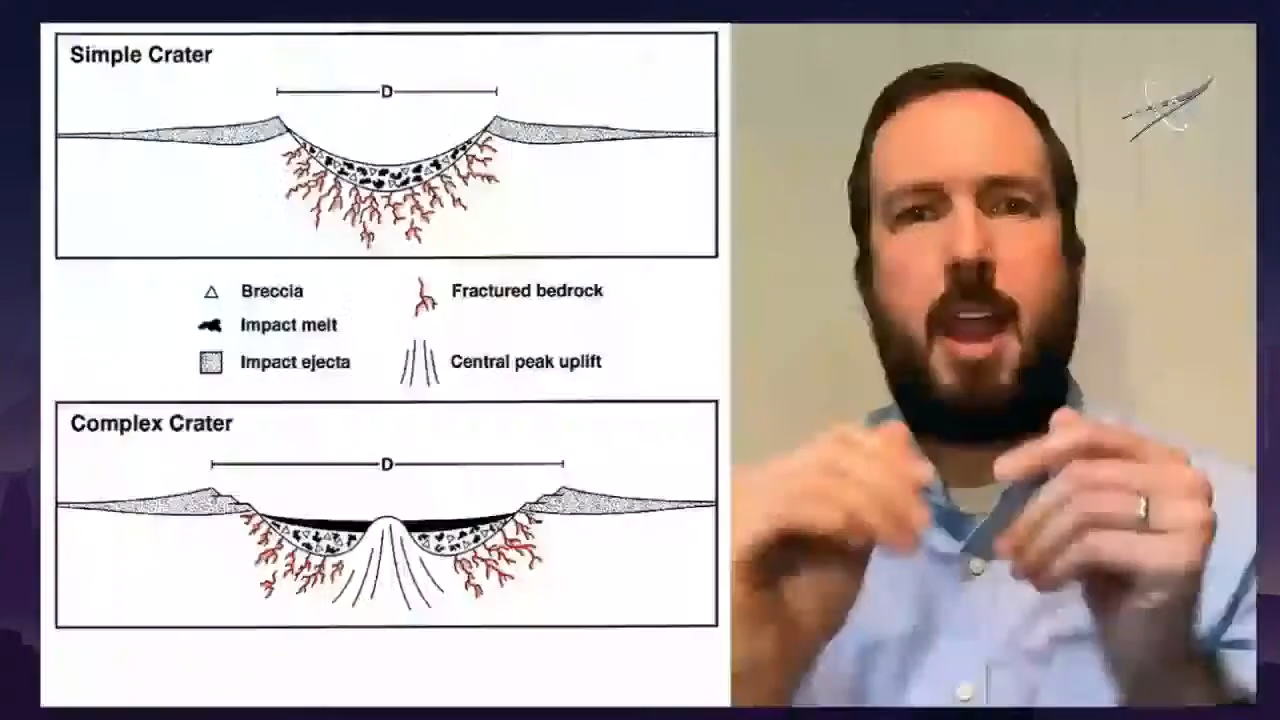 Simple Crater
D
Breccia
Fractured bedrock
Impact melt
Impact ejecta
Central peak uplift
Complex Crater
D